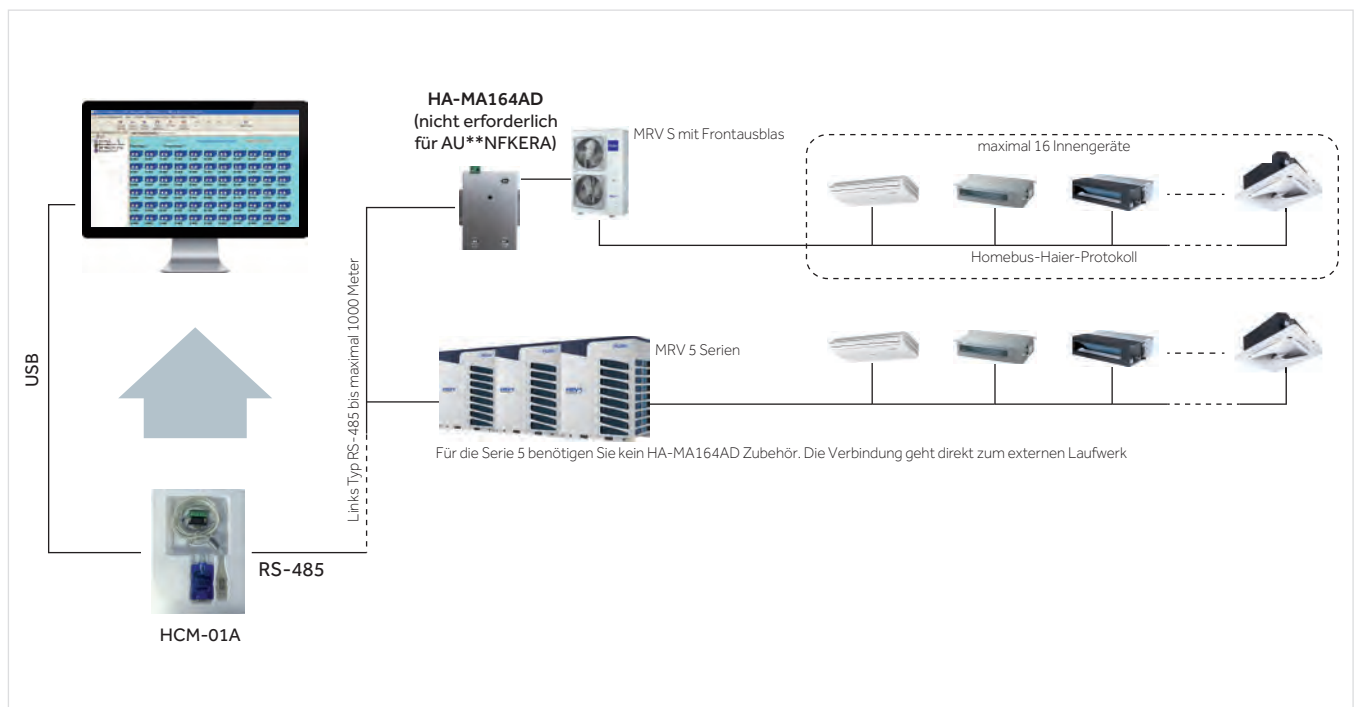 HA-MA164AD
(nicht erforderlich
für AU**NFKERA)
MRV S mit Frontausblas
maximal 16 Innengeräte
Homebus-Haier-Protokoll
USB
Links Typ RS-485 bis maximal 1000 Meter
MRV 5 Serien
Für die Serie 5 benötigen Sie kein HA-MA164AD Zubehör. Die Verbindung geht direkt zum externen Laufwerk
RS-485
HCM-01A